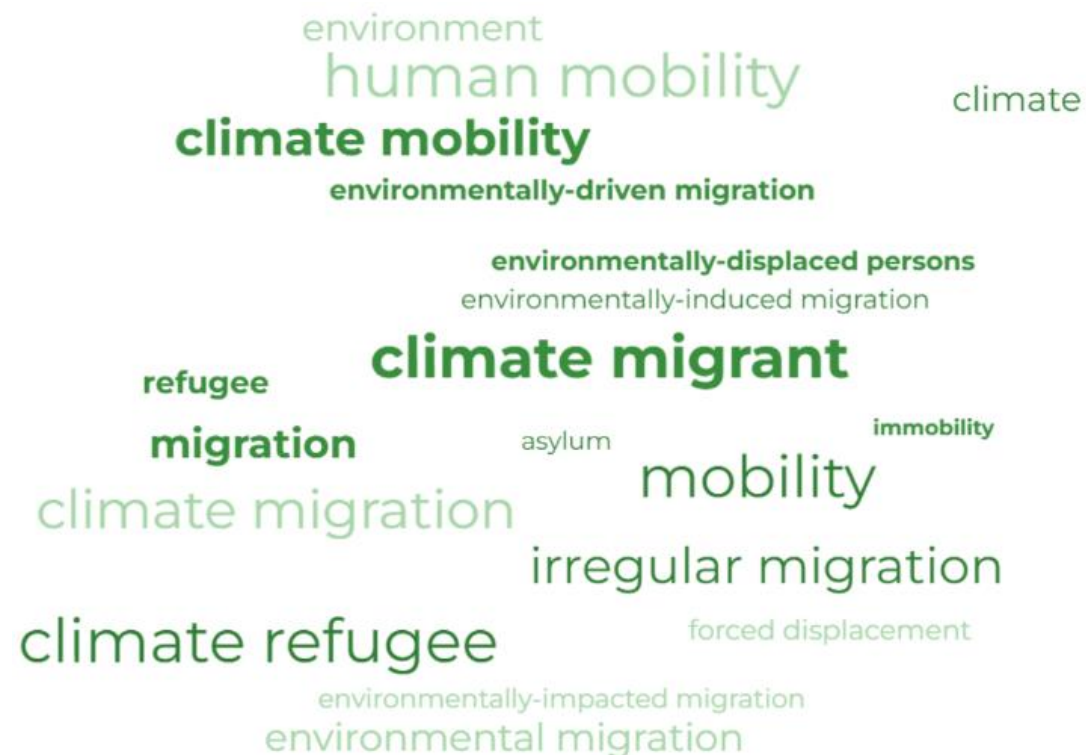 environment
human mobility
climate
climate mobility
environmentally-driven migration
environmentally-displaced persons
environmentally-induced migration
climate migrant
refugee
immobility
migration
asylum
mobility
climate migration
irregular migration
forced displacement
climate refugee
environmentally-impacted migration
environmental migration